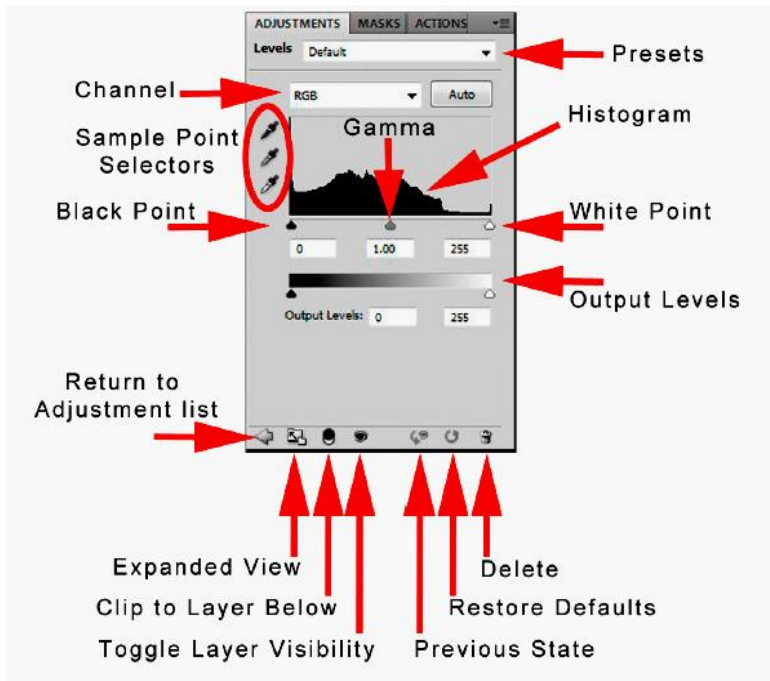 ADJUSTMENTS MASKS ACTIONS
Levels Default
Presets
Channel
RGB Auto
Histogram
Gamma
Sample Point
Selectors
Black Point
White Point
0 1.00 255
Output Levels
Output Levels: 0 255
Return to
Adjustment list
Expanded View
Delete
Clip to Layer Below
Restore Defaults
Toggle Layer Visibility
Previous State